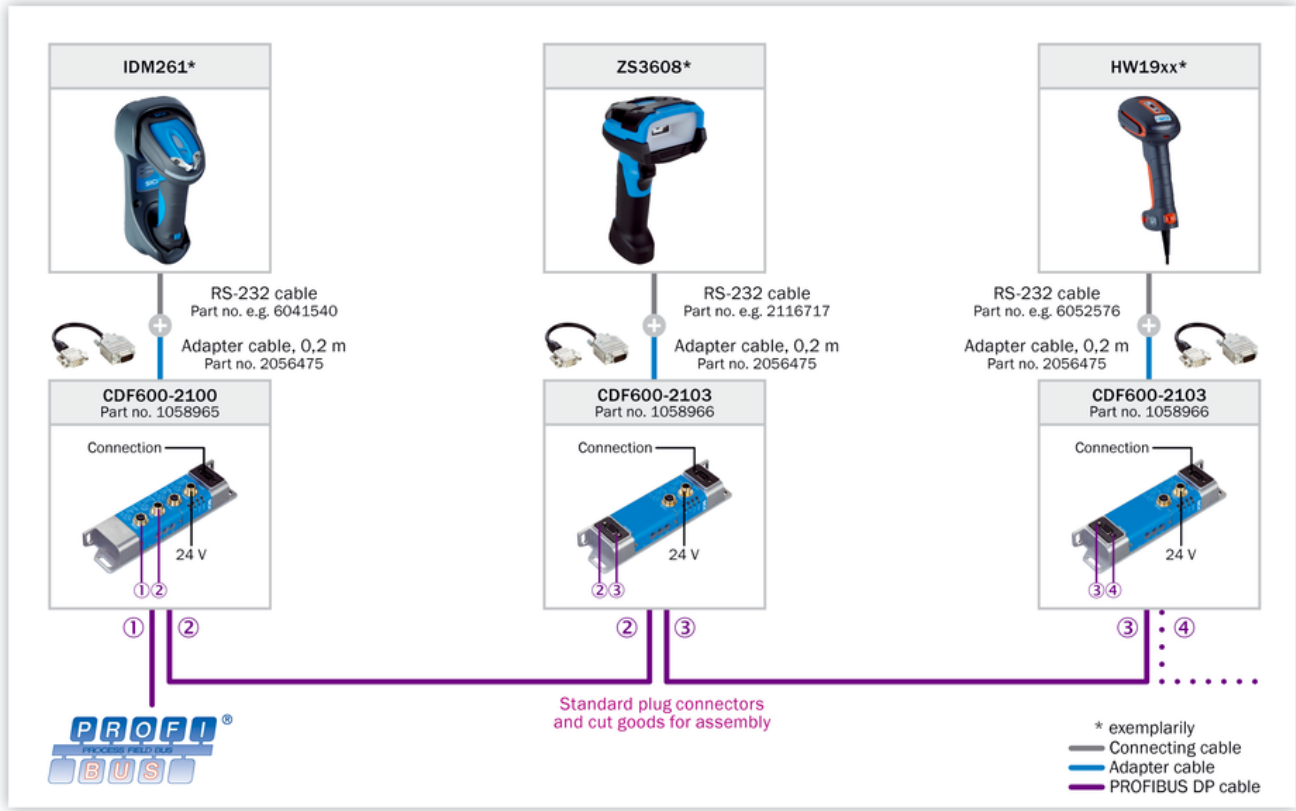 IDM261*
RS-232 cable
Part no. e.g. 6041540
Adapter cable, 0,2 m
Part no. 2056475
CDF600-2100
Part no. 1058965
Connection
24 V
①②
① ②
ZS3608*
RS-232 cable
Part no. e.g. 2116717
Adapter cable, 0,2 m
Part no. 2056475
CDF600-2103
Part no. 1058966
Connection
24 V
②③
② ③
HW19xx*
RS-232 cable
Part no. e.g. 6052576
Adapter cable, 0,2 m
Part no. 2056475
CDF600-2103
Part no. 1058966
Connection
24 V
③④
③ ④
Standard plug connectors
and cut goods for assembly
PROFI®
PROCESS FIELD BUS
BUS
* exemplarily
Connecting cable
Adapter cable
PROFIBUS DP cable